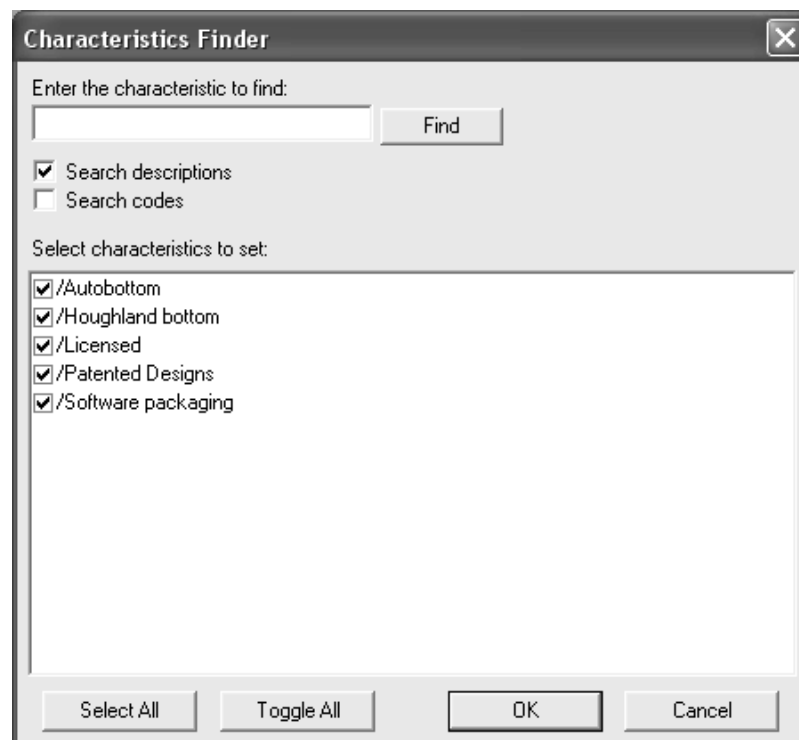 Characteristics Finder
Enter the characteristic to find:
Find
Search descriptions
Search codes
Select characteristics to set:
/Autobottom
/Houghland bottom
/Licensed
/Patented Designs
/Software packaging
Select All Toggle All OK Cancel